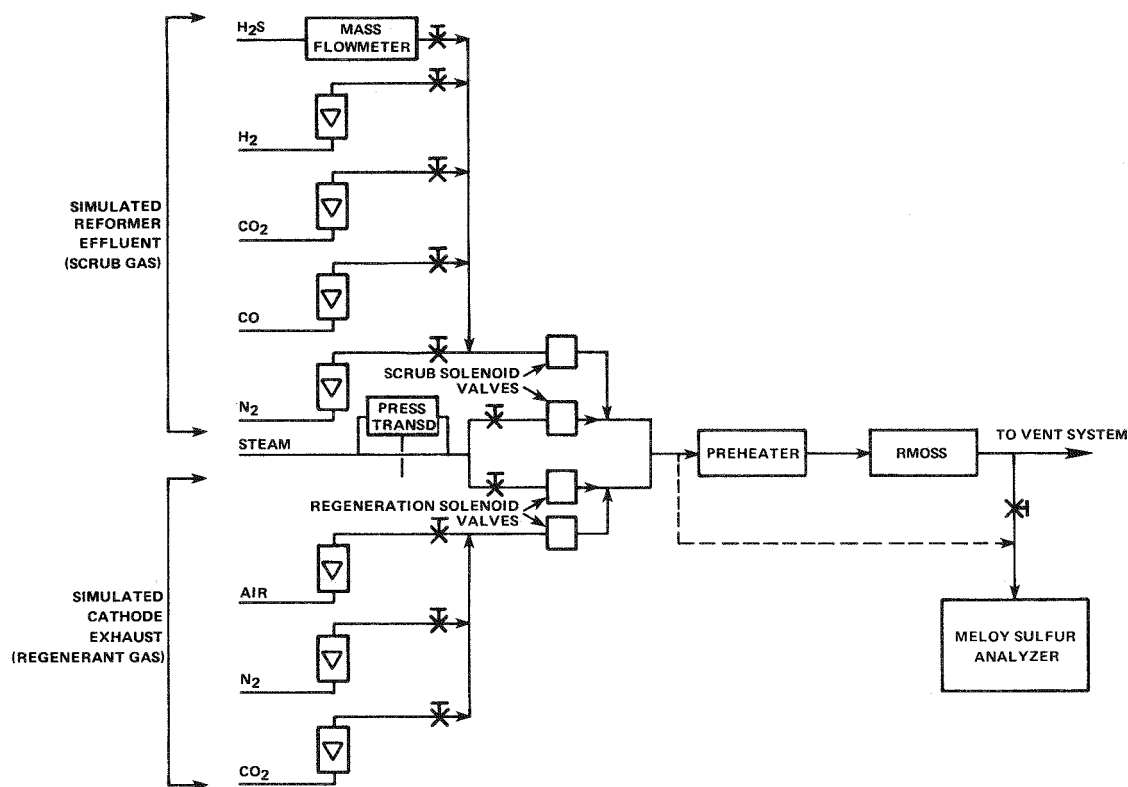 H2S
MASS
FLOWMETER
H2
CO2
CO
N2
SIMULATED
REFORMER
EFFLUENT
(SCRUB GAS)
SCRUB SOLENOID
VALVES
PRESS
TRANSD
STEAM
PREHEATER
RMOSS
TO VENT SYSTEM
REGENERATION SOLENOID
VALVES
AIR
N2
CO2
SIMULATED
CATHODE
EXHAUST
(REGENERANT GAS)
MELOY SULFUR
ANALYZER